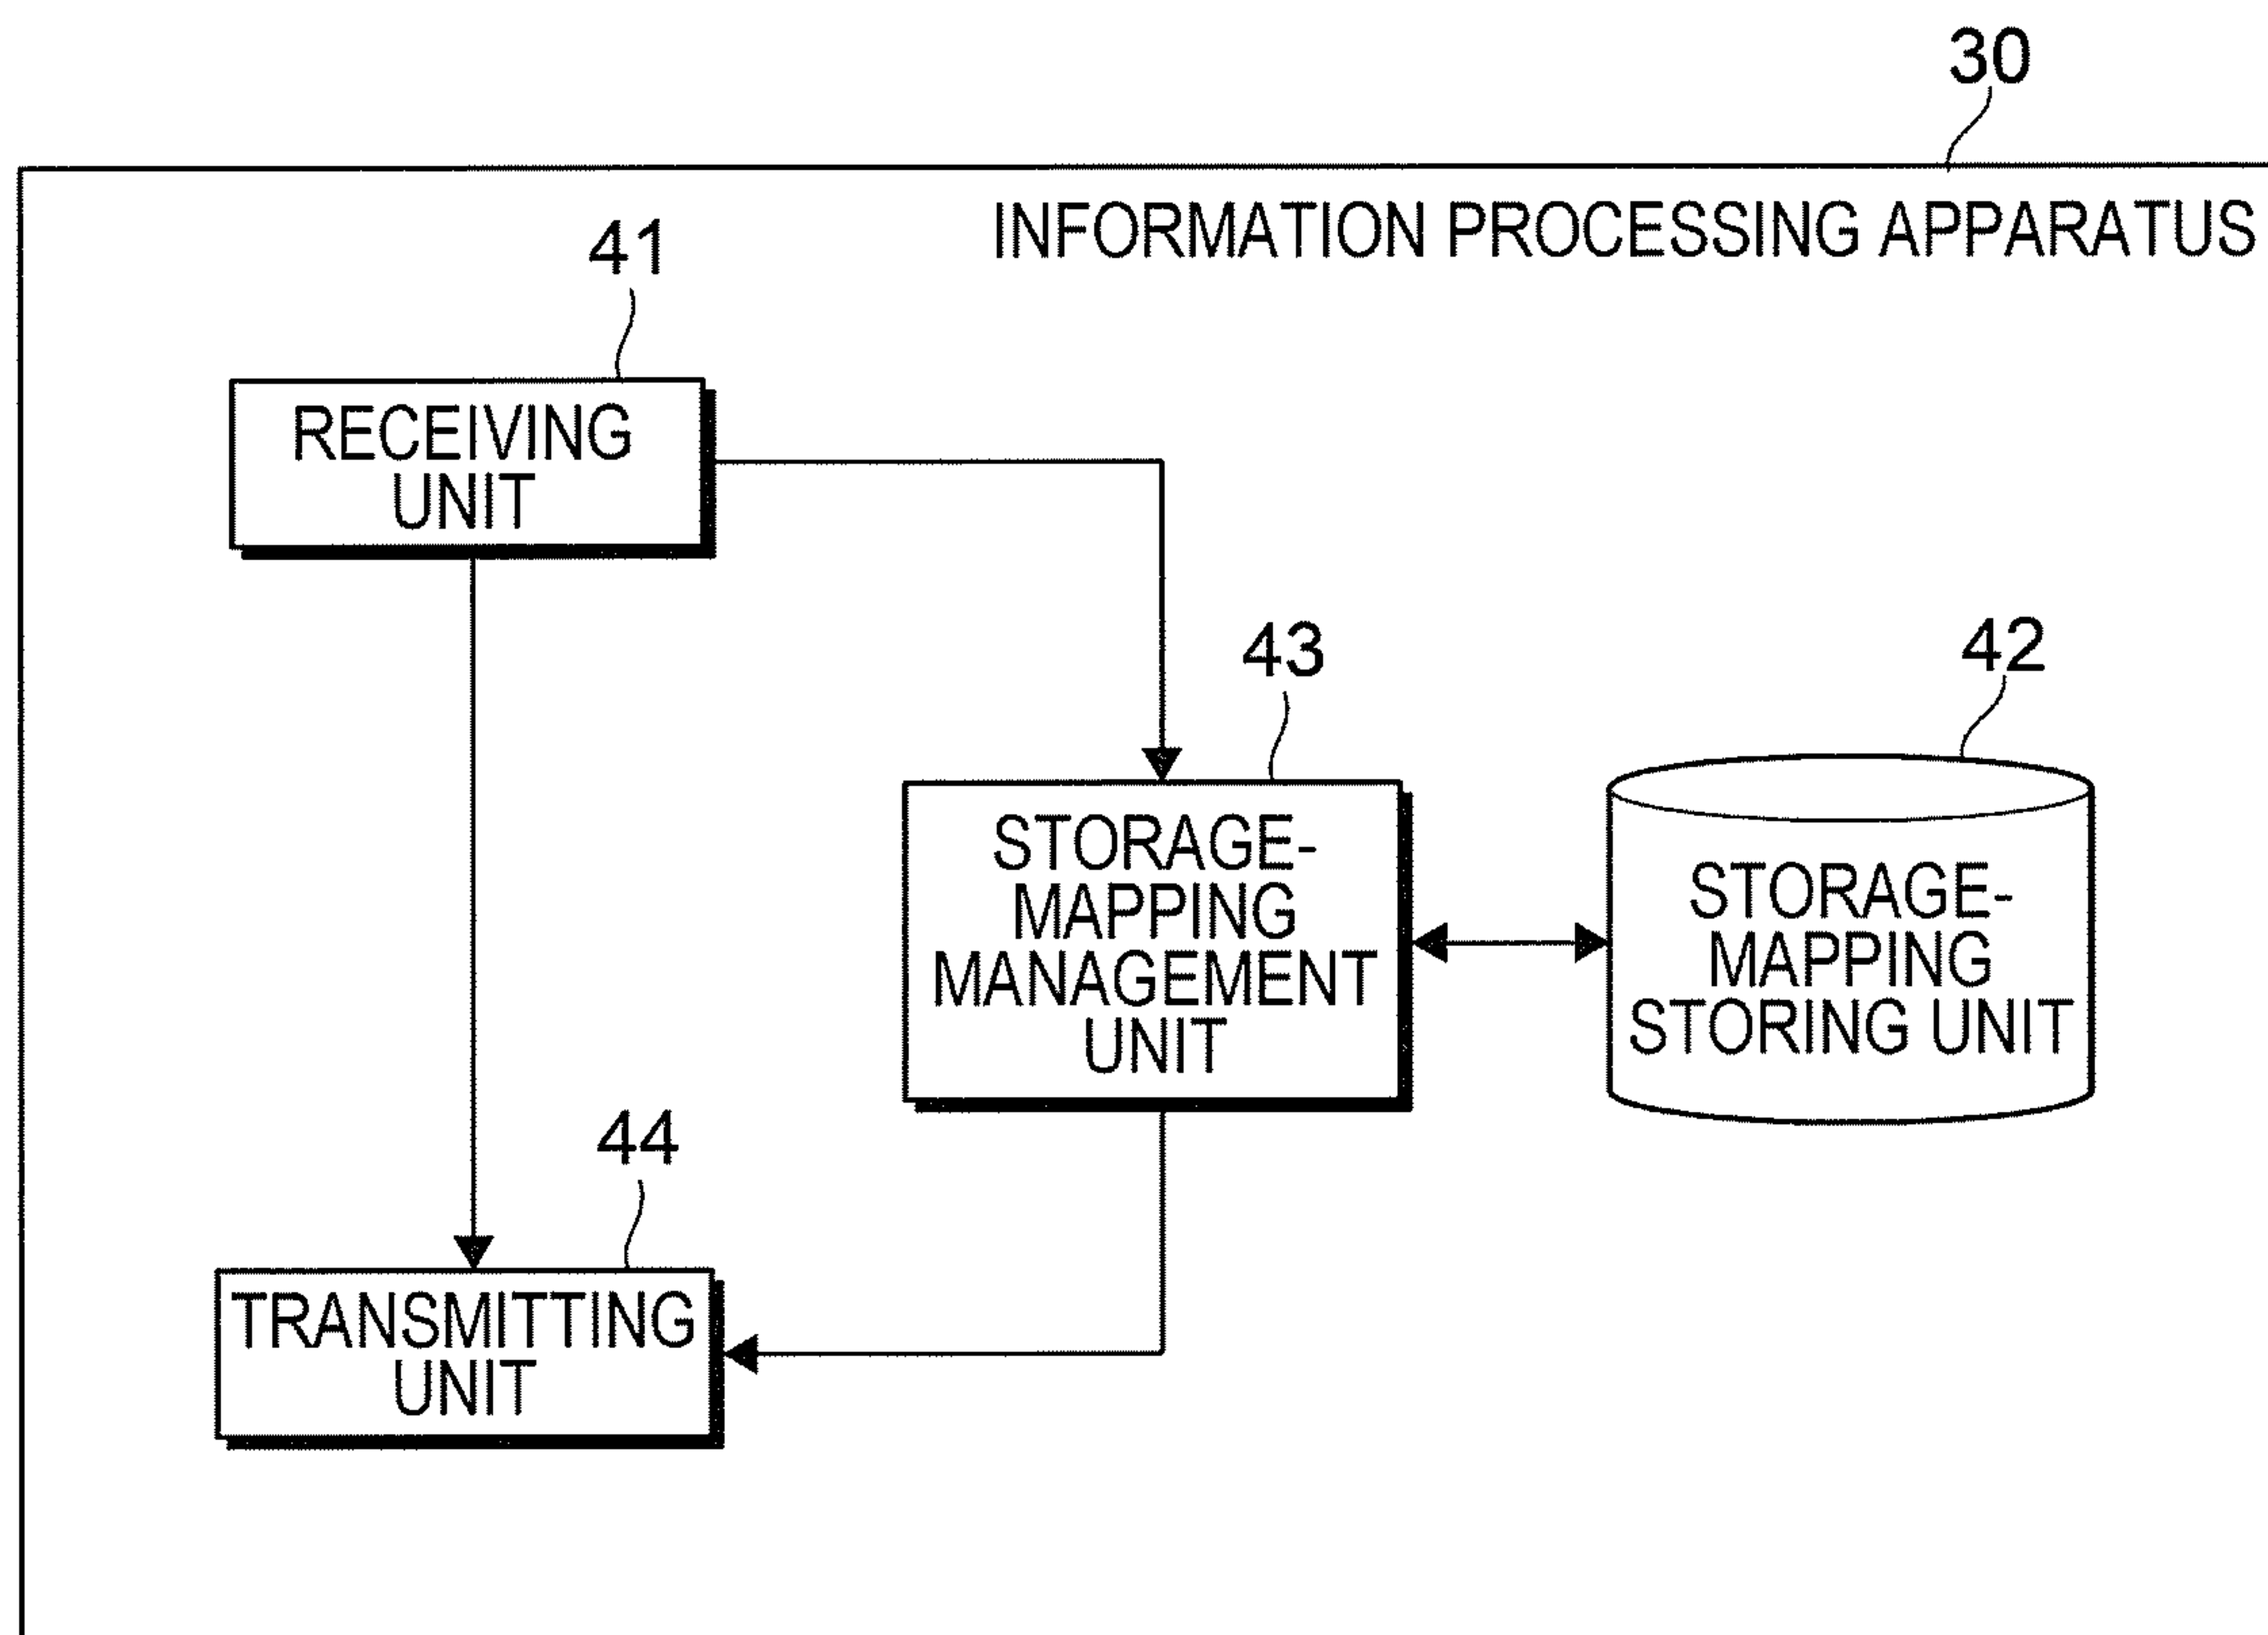 30
INFORMATION PROCESSING APPARATUS
41
RECEIVING
UNIT
43
STORAGE-
MAPPING
MANAGEMENT
UNIT
42
STORAGE-
MAPPING
STORING UNIT
44
TRANSMITTING
UNIT